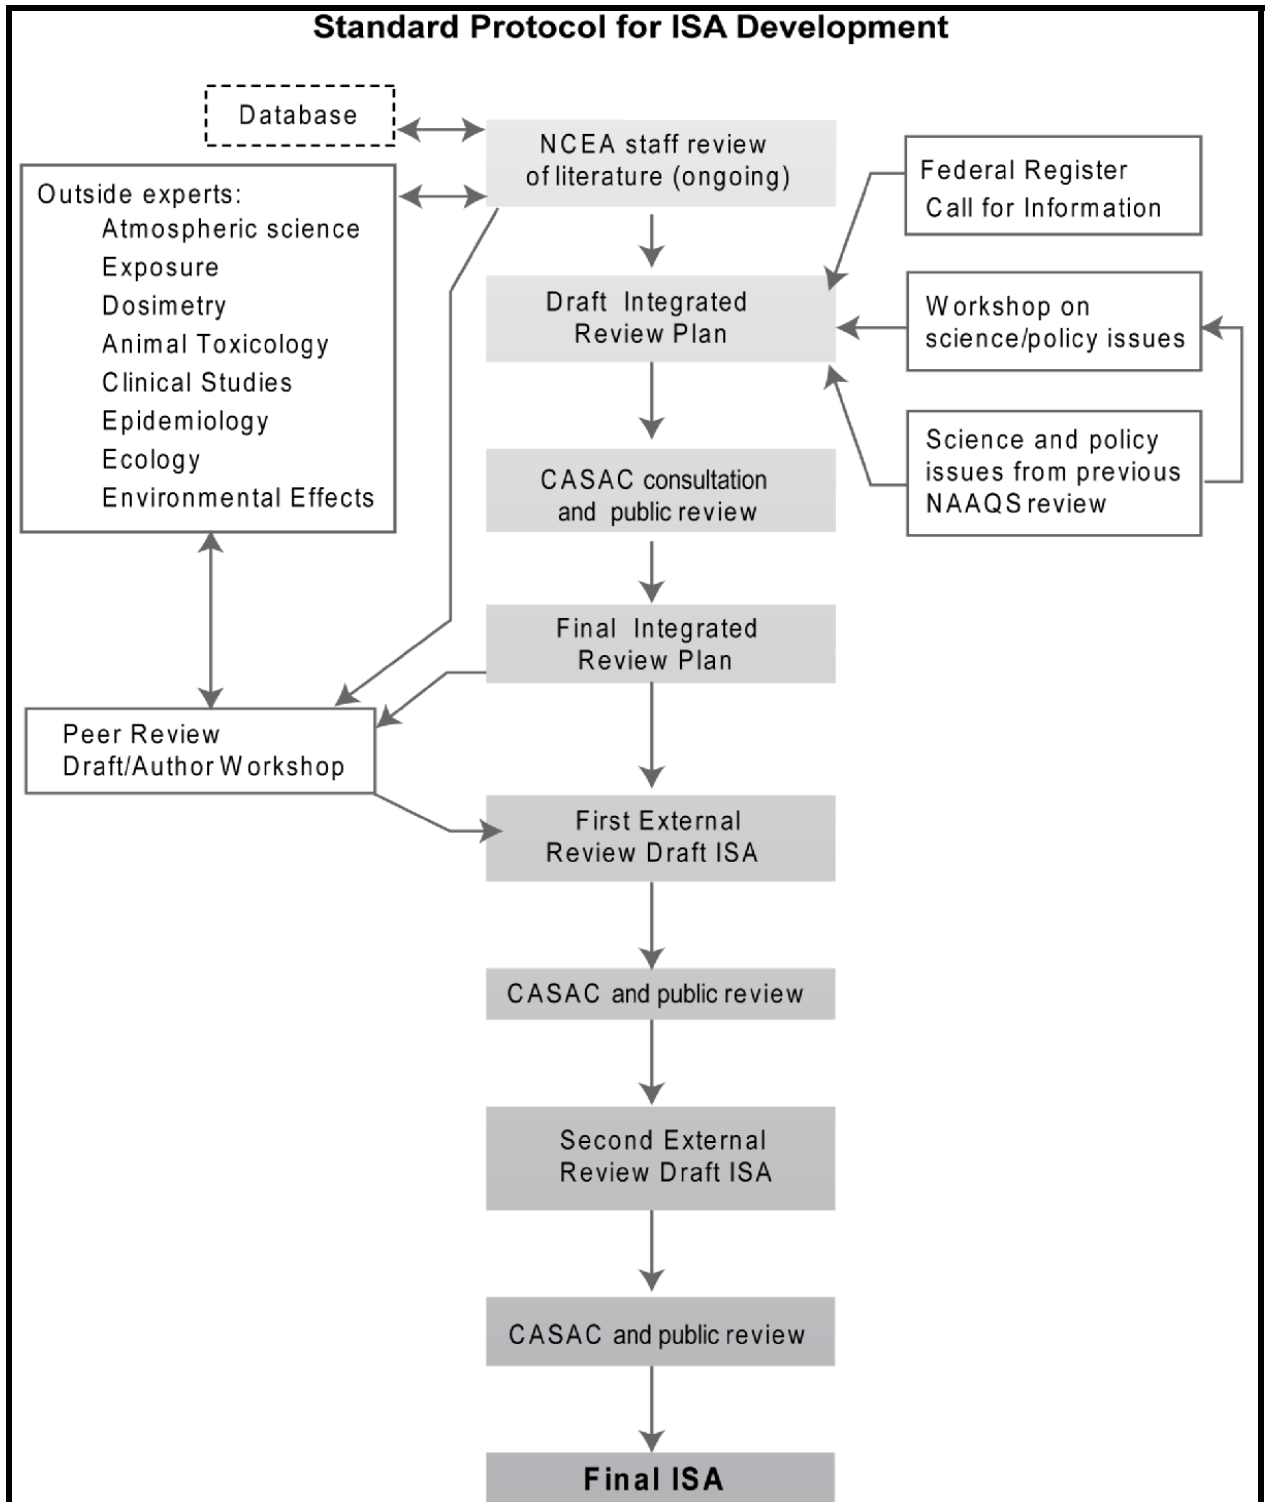 Standard Protocol for ISA Development
Database
NCEA staff review
of literature (ongoing)
Federal Register
Call for Information
Outside experts:
Atmospheric science
Exposure
Dosimetry
Animal Toxicology
Clinical Studies
Epidemiology
Ecology
Environmental Effects
Draft Integrated
Review Plan
Workshop on
science/policy issues
Science and policy
issues from previous
NAAQS review
CASAC consultation
and public review
Final Integrated
Review Plan
Peer Review
Draft/Author Workshop
First External
Review Draft ISA
CASAC and public review
Second External
Review Draft ISA
CASAC and public review
Final ISA